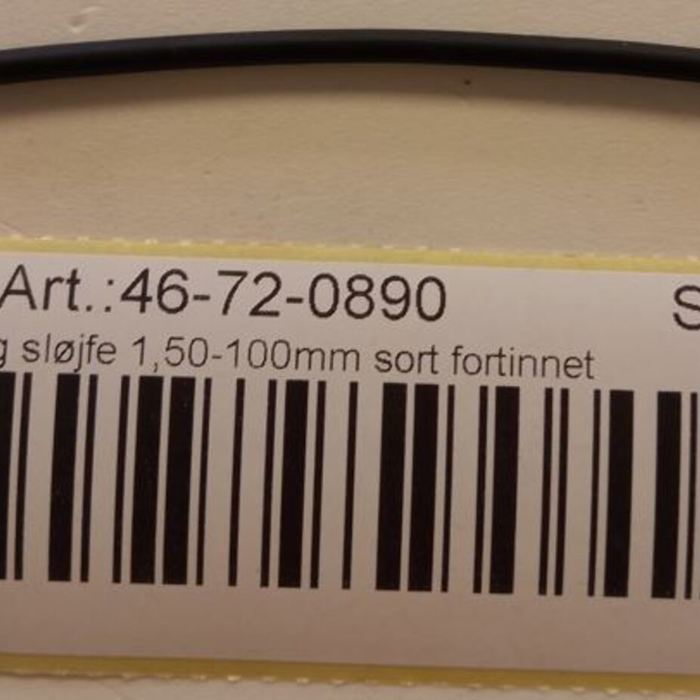 Art.:46-72-0890 S
g sløjfe 1,50-100mm sort fortinnet